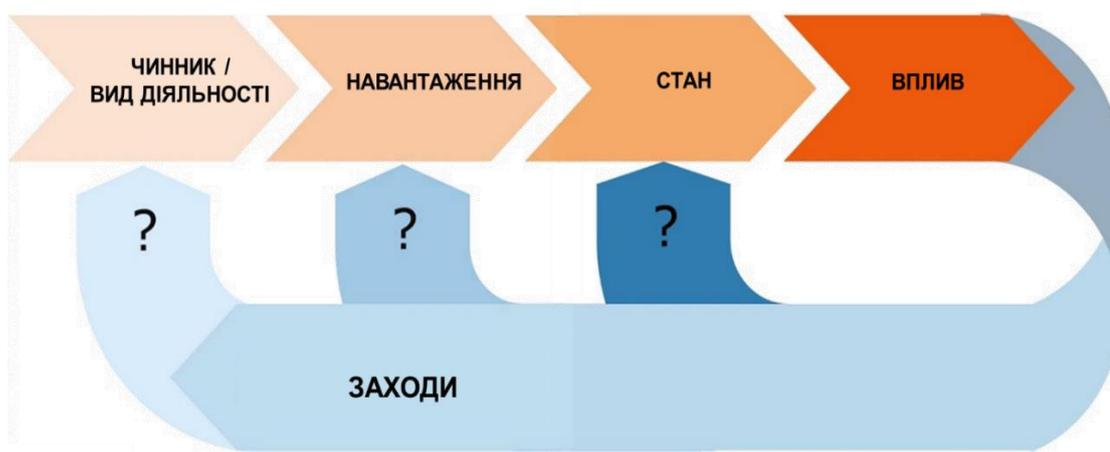 ЧИННИК /
ВИД ДІЯЛЬНОСТІ
НАВАНТАЖЕННЯ
СТАН
ВПЛИВ
?
?
?
ЗАХОДИ